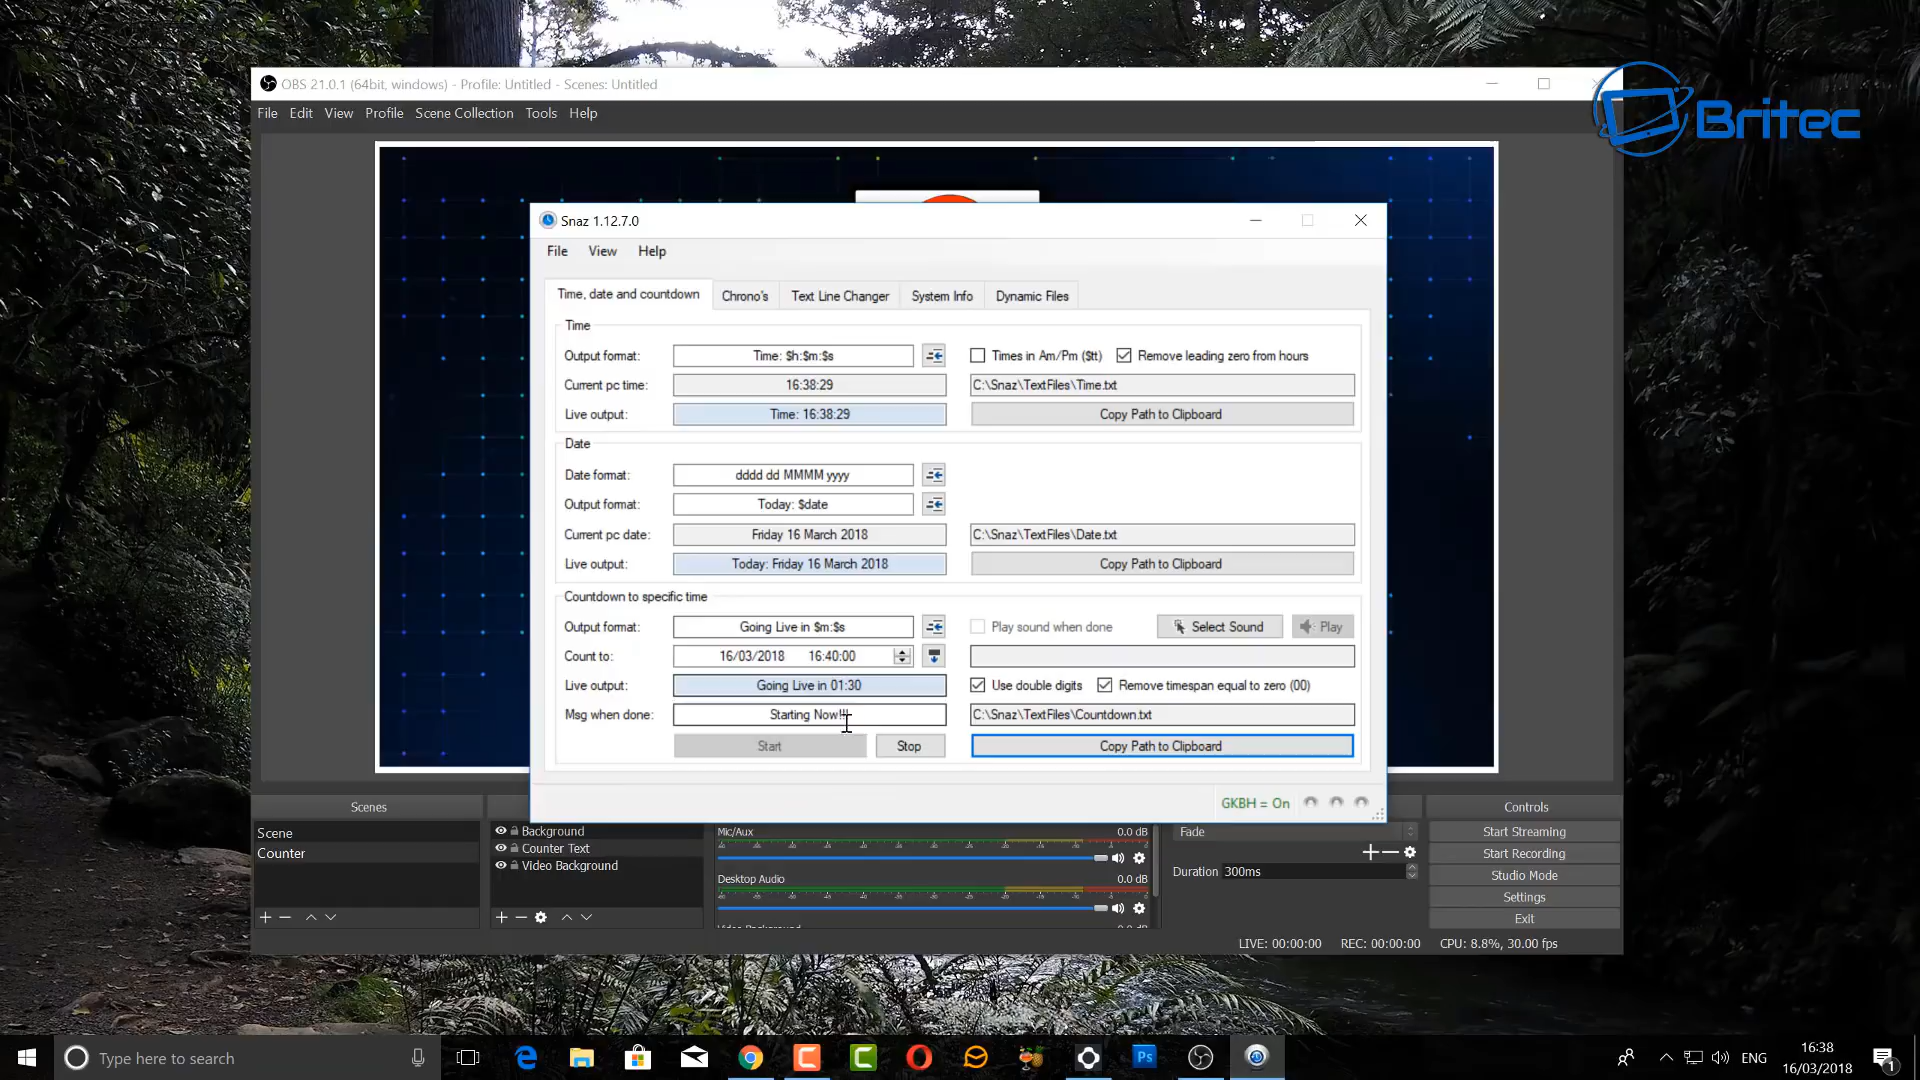 OBS 21.0.1 (64bit, windows) - Profile: Untitled - Scenes: Untitled
File Edit View Profile Scene Collection Tools Help
Britec
Snaz 1.12.7.0
File View Help
Time, date and countdown Chrono's Text Line Changer System Info Dynamic Files
Time
Output format: Time: $h:$m:$s Times in Am/Pm ($tt) Remove leading zero from hours
Current pc time: 16:38:29 C:\Snaz\TextFiles\Time.txt
Live output: Time: 16:38:29 Copy Path to Clipboard
Date
Date format: dddd dd MMMM yyyy
Output format: Today: $date
Current pc date: Friday 16 March 2018 C:\Snaz\TextFiles\Date.txt
Live output: Today: Friday 16 March 2018 Copy Path to Clipboard
Countdown to specific time
Output format: Going Live in $m:$s Play sound when done Select Sound Play
Count to: 16/03/2018 16:40:00
Live output: Going Live in 01:30 Use double digits Remove timespan equal to zero (00)
Msg when done: Starting Now!!! C:\Snaz\TextFiles\Countdown.txt
Start Stop Copy Path to Clipboard
GKBH = On
Scenes Controls
Scene
Counter
Background
Counter Text
Video Background
Mic/Aux 0.0 dB
Desktop Audio 0.0 dB
Fade
Duration 300ms
Start Streaming
Start Recording
Studio Mode
Settings
Exit
LIVE: 00:00:00 REC: 00:00:00 CPU: 8.8%, 30.00 fps
Type here to search
Ps
ENG
16:38
16/03/2018
1